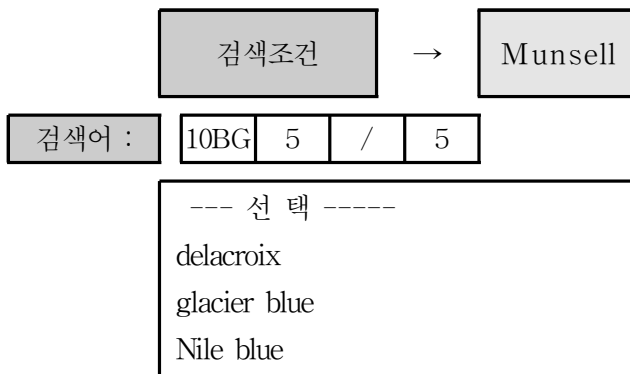 검색조건 → Munsell
검색어 : 10BG 5 / 5
--- 선 택 -----
delacroix
glacier blue
Nile blue